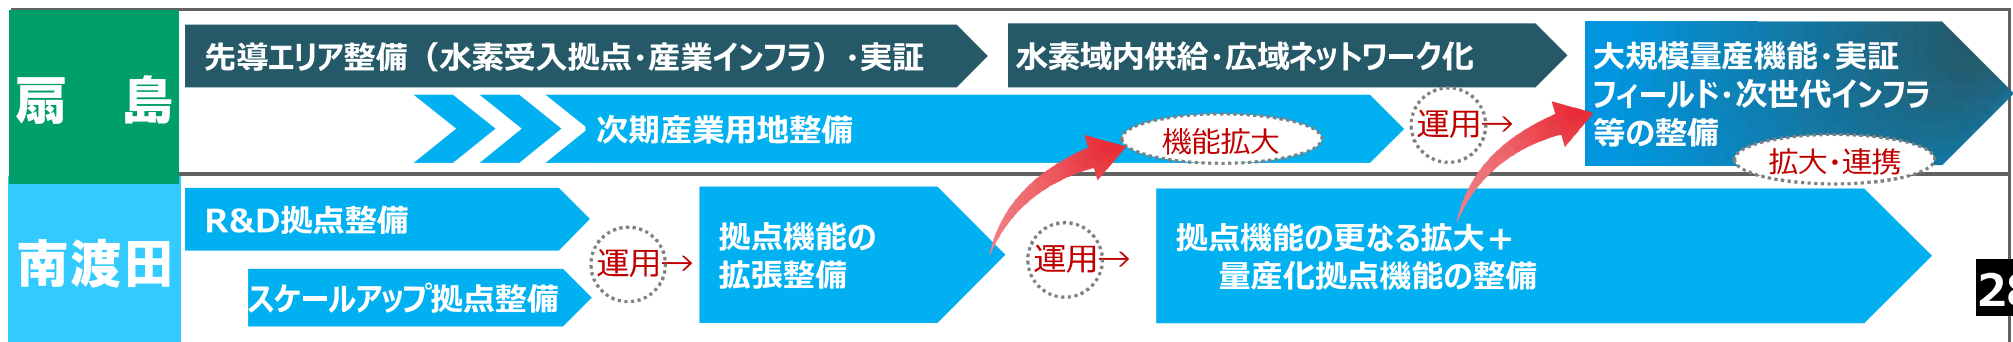 扇 島
先導エリア整備（水素受入拠点・産業インフラ）・実証
水素域内供給・広域ネットワーク化
大規模量産機能・実証
フィールド・次世代インフラ
等の整備
次期産業用地整備
機能拡大
運用→
拡大・連携
南渡田
R&D拠点整備
スケールアップ拠点整備
運用→
拠点機能の
拡張整備
運用→
拠点機能の更なる拡大＋
量産化拠点機能の整備
28